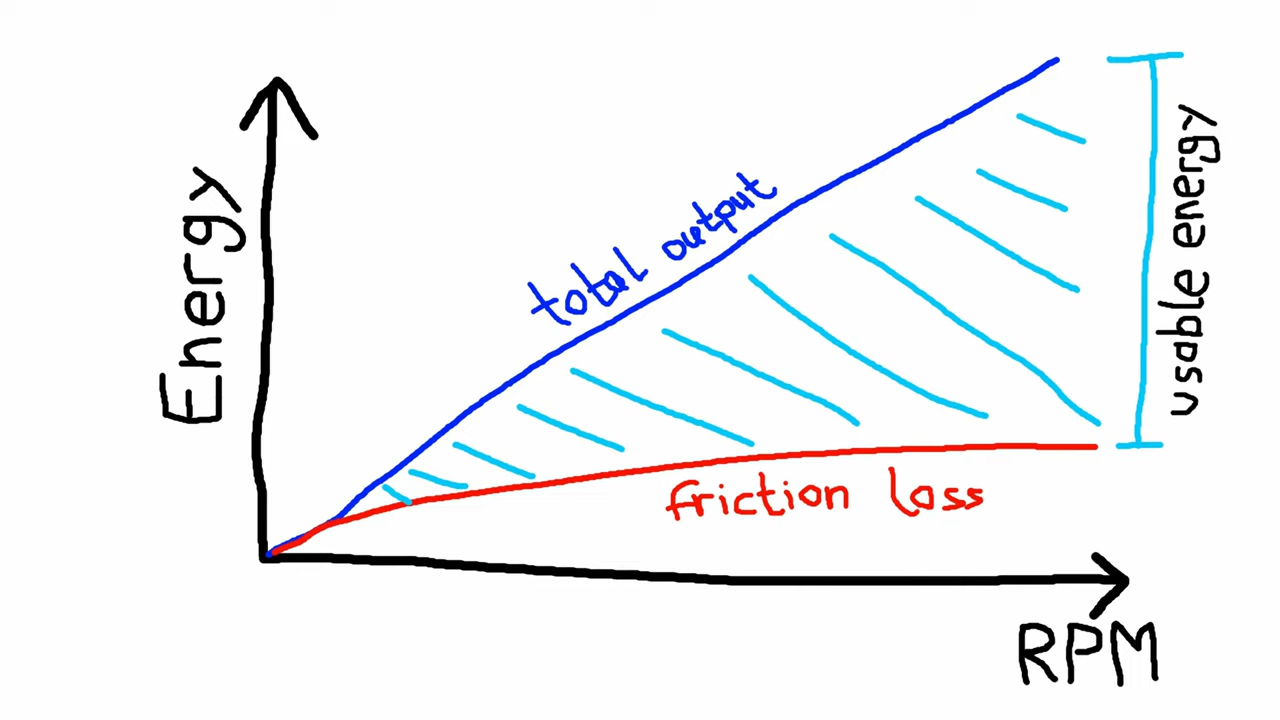 Energy
total output
usable energy
friction loss
RPM